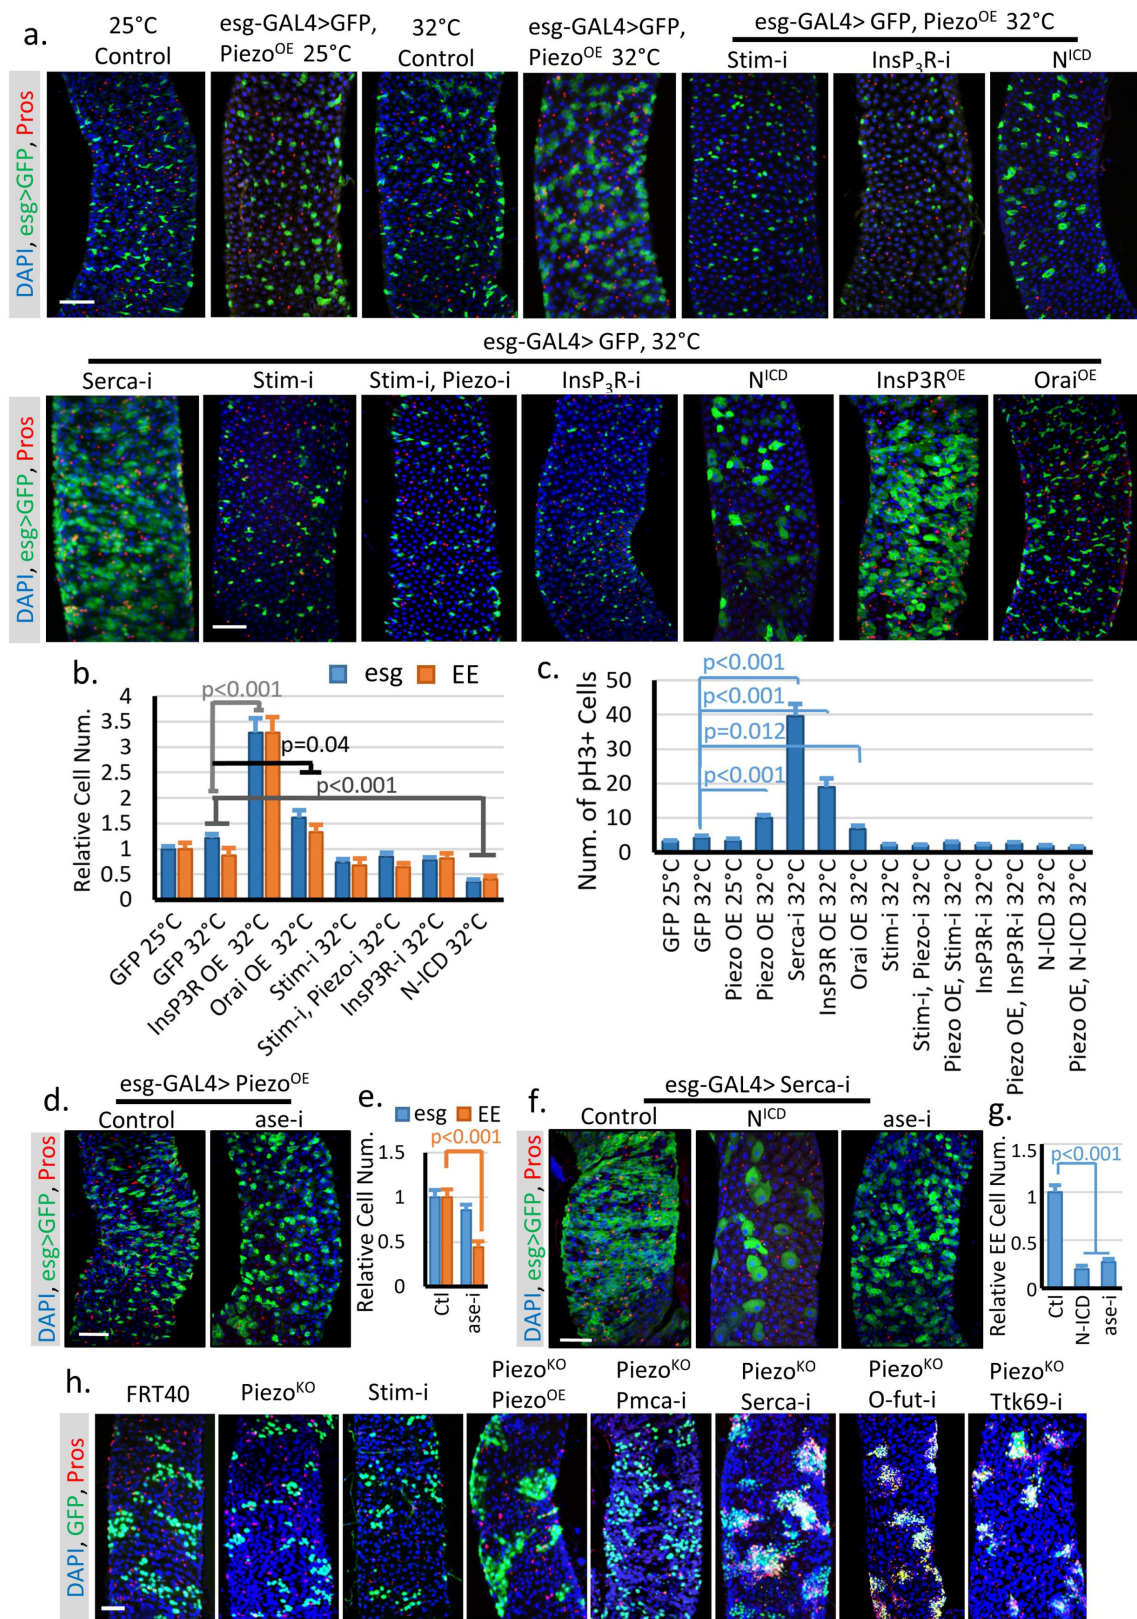 a.
25°C
Control
esg-GAL4>GFP,
Piezo^OE 25°C
32°C
Control
esg-GAL4>GFP,
Piezo^OE 32°C
esg-GAL4> GFP, Piezo^OE 32°C
Stim-i
InsP₃R-i
N^ICD
DAPI, esg>GFP, Pros
esg-GAL4> GFP, 32°C
Serca-i
Stim-i
Stim-i, Piezo-i
InsP₃R-i
N^ICD
InsP3R^OE
Orai^OE
DAPI, esg>GFP, Pros
b.
esg
EE
Relative Cell Num.
4
3.5
3
2.5
2
1.5
1
0.5
0
p<0.001
p=0.04
p<0.001
GFP 25°C
GFP 32°C
InsP3R OE 32°C
Orai OE 32°C
Stim-i 32°C
Stim-i, Piezo-i 32°C
InsP3R-i 32°C
N-ICD 32°C
c.
Num. of pH3+ Cells
50
40
30
20
10
0
p<0.001
p<0.001
p=0.012
p<0.001
GFP 25°C
GFP 32°C
Piezo OE 25°C
Piezo OE 32°C
Serca-i 32°C
InsP3R OE 32°C
Orai OE 32°C
Stim-i 32°C
Stim-i, Piezo-i 32°C
Piezo OE, Stim-i 32°C
InsP3R-i 32°C
Piezo OE, InsP3R-i 32°C
N-ICD 32°C
Piezo OE, N-ICD 32°C
d.
esg-GAL4> Piezo^OE
Control
ase-i
DAPI, esg>GFP, Pros
e.
esg
EE
Relative Cell Num.
1.5
1
0.5
0
p<0.001
Ctl
ase-i
f.
esg-GAL4> Serca-i
Control
N^ICD
ase-i
DAPI, esg>GFP, Pros
g.
Relative EE Cell Num.
1.5
1
0.5
0
p<0.001
Ctl
N-ICD
ase-i
h.
FRT40
Piezo^KO
Stim-i
Piezo^KO
Piezo^OE
Piezo^KO
Pmca-i
Piezo^KO
Serca-i
Piezo^KO
O-fut-i
Piezo^KO
Ttk69-i
DAPI, GFP, Pros